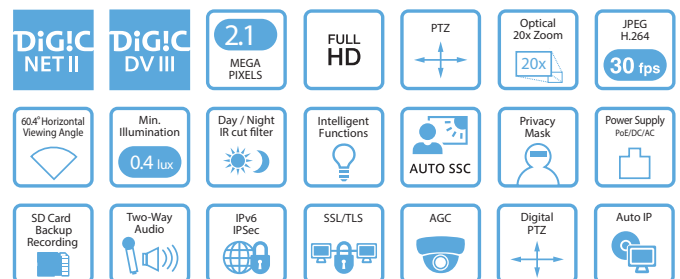 DiG!C
NET II
DiG!C
DV III
2.1
MEGA
PIXELS
FULL
HD
PTZ
Optical
20x Zoom
20x
JPEG
H.264
30 fps
60.4° Horizontal
Viewing Angle
Min.
Illumination
0.4 lux
Day / Night
IR cut filter
Intelligent
Functions
AUTO SSC
Privacy
Mask
Power Supply
PoE/DC/AC
SD Card
Backup
Recording
Two-Way
Audio
IPv6
IPSec
SSL/TLS
AGC
Digital
PTZ
Auto IP